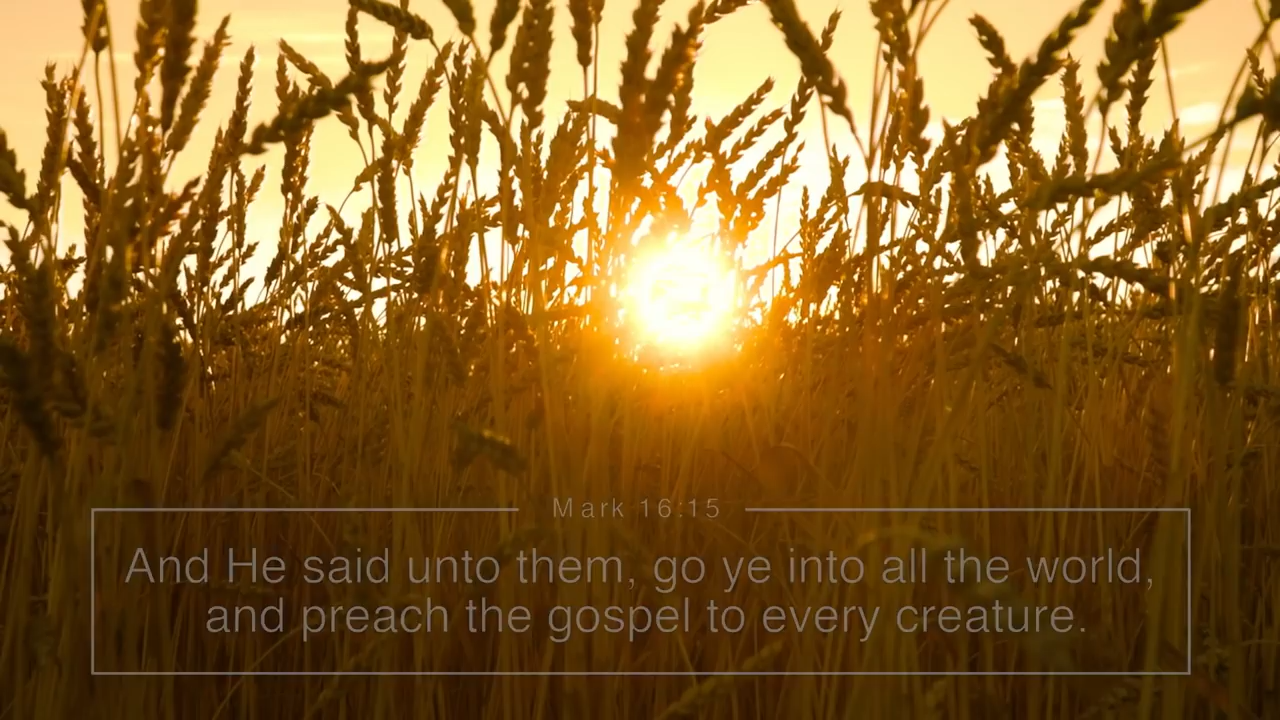 Mark 16:15
And He said unto them, go ye into all the world,
and preach the gospel to every creature.